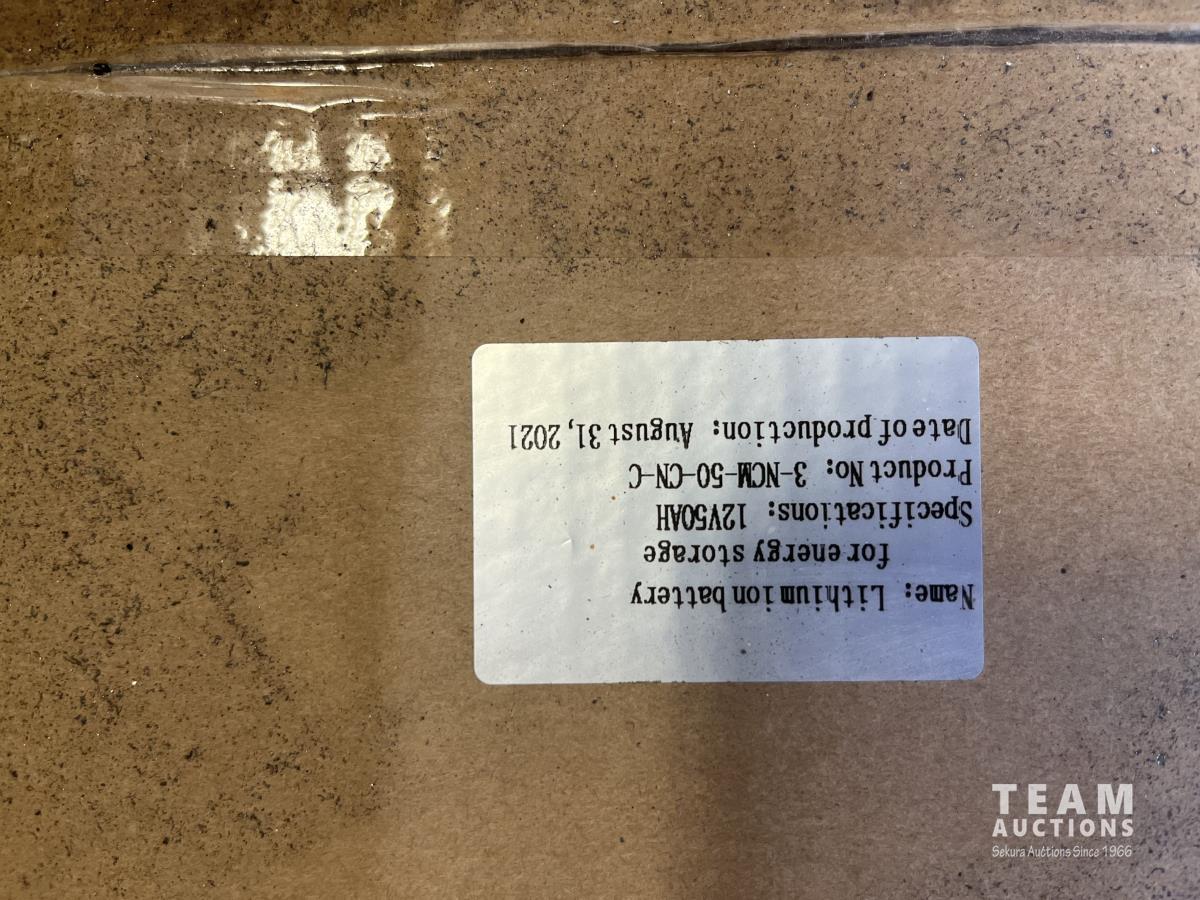 Name: Lithium ion battery
for energy storage
Specifications: 12V50AH
Product No: 3-NCM-50-CN-C
Date of production: August 31, 2021
TEAM
AUCTIONS
Sekura Auctions Since 1966